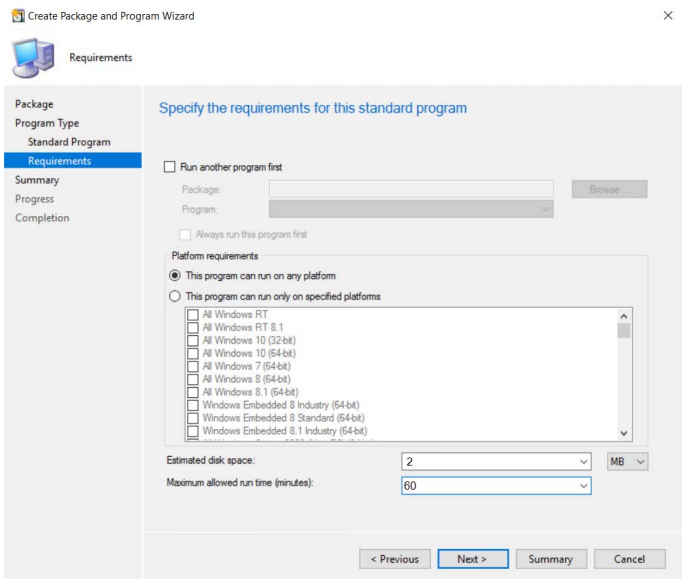 Create Package and Program Wizard
Requirements
Package
Program Type
Standard Program
Requirements
Summary
Progress
Completion
Specify the requirements for this standard program
Run another program first
Package:
Browse...
Program:
Always run this program first
Platform requirements
This program can run on any platform
This program can run only on specified platforms
All Windows RT
All Windows RT 8.1
All Windows 10 (32-bit)
All Windows 10 (64-bit)
All Windows 7 (64-bit)
All Windows 8 (64-bit)
All Windows 8.1 (64-bit)
Windows Embedded 8 Industry (64-bit)
Windows Embedded 8 Standard (64-bit)
Windows Embedded 8.1 Industry (64-bit)
Estimated disk space:
2
MB
Maximum allowed run time (minutes):
60
< Previous
Next >
Summary
Cancel